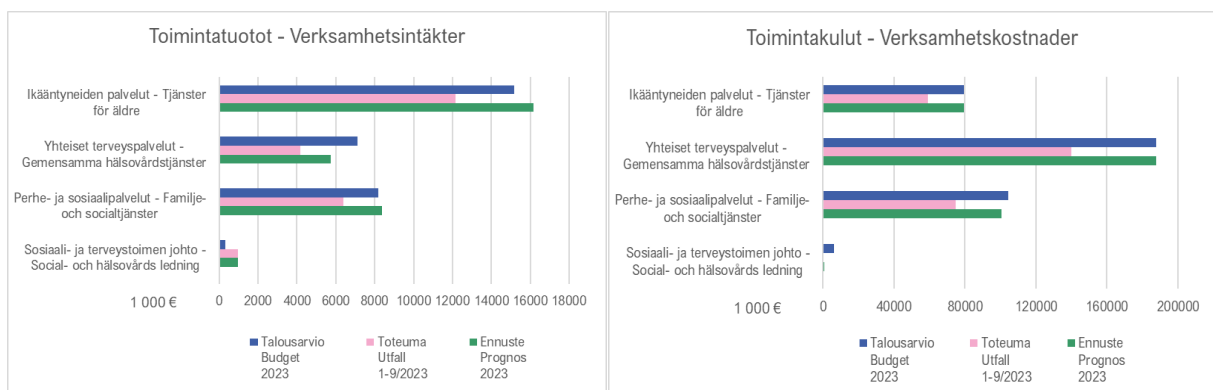 Toimintatuotot - Verksamhetsintäkter
Ikääntyneiden palvelut - Tjänster
för äldre
Yhteiset terveyspalvelut -
Gemensamma hälsovårdstjänster
Perhe- ja sosiaalipalvelut - Familje-
och socialtjänster
Sosiaali- ja terveystoimen johto -
Social- och hälsovårds ledning
1 000 €
0 2000 4000 6000 8000 10000 12000 14000 16000 18000
Talousarvio
Budget
2023
Toteuma
Utfall
1-9/2023
Ennuste
Prognos
2023
Toimintakulut - Verksamhetskostnader
Ikääntyneiden palvelut - Tjänster
för äldre
Yhteiset terveyspalvelut -
Gemensamma hälsovårdstjänster
Perhe- ja sosiaalipalvelut - Familje-
och socialtjänster
Sosiaali- ja terveystoimen johto -
Social- och hälsovårds ledning
1 000 €
0 40000 80000 120000 160000 200000
Talousarvio
Budget
2023
Toteuma
Utfall
1-9/2023
Ennuste
Prognos
2023